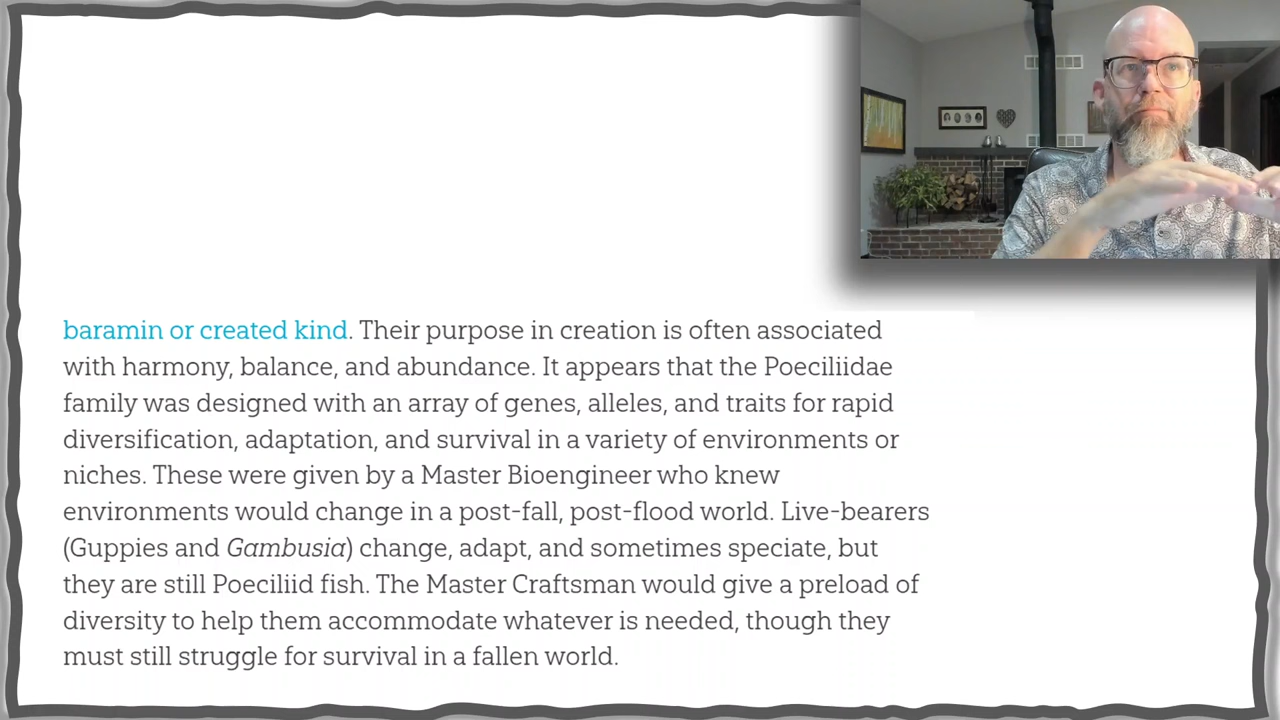 baramin or created kind. Their purpose in creation is often associated
with harmony, balance, and abundance. It appears that the Poeciliidae
family was designed with an array of genes, alleles, and traits for rapid
diversification, adaptation, and survival in a variety of environments or
niches. These were given by a Master Bioengineer who knew
environments would change in a post-fall, post-flood world. Live-bearers
(Guppies and Gambusia) change, adapt, and sometimes speciate, but
they are still Poeciliid fish. The Master Craftsman would give a preload of
diversity to help them accommodate whatever is needed, though they
must still struggle for survival in a fallen world.